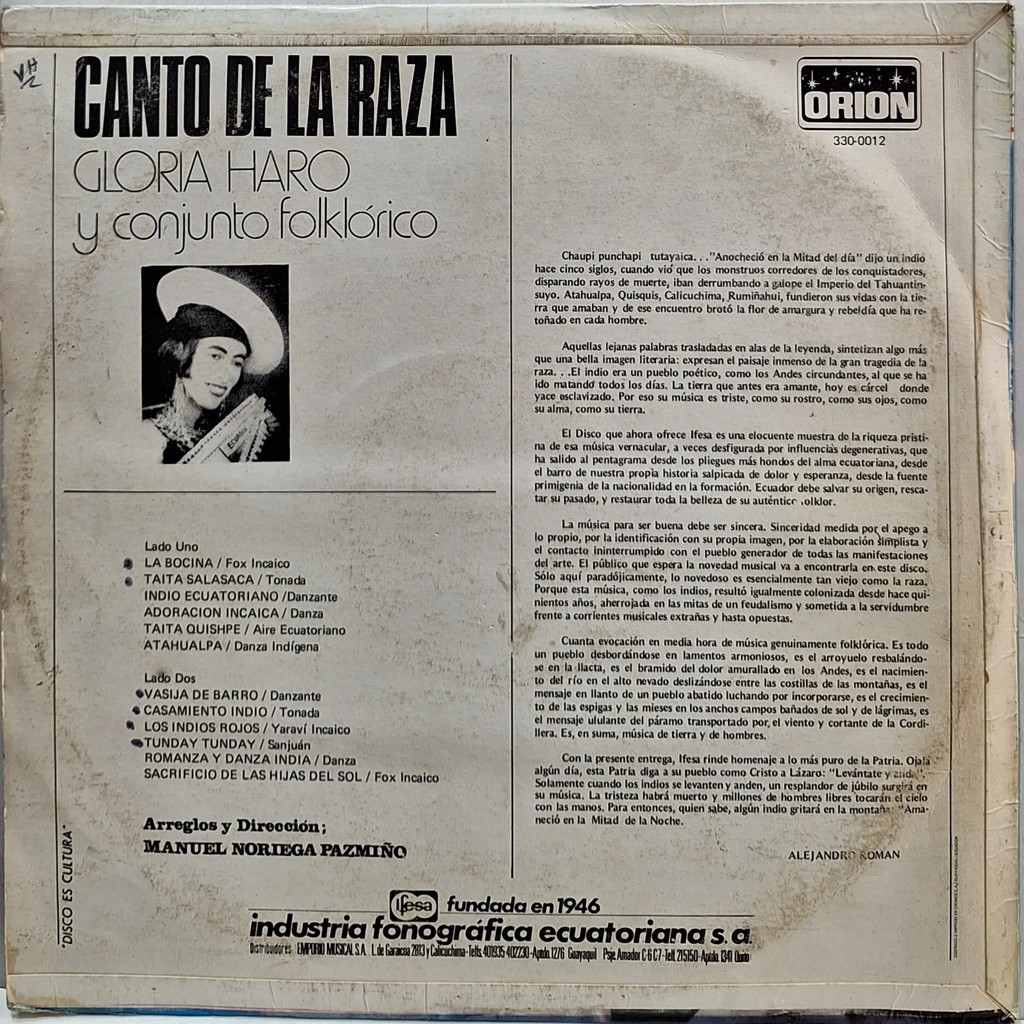 CANTO DE LA RAZA
GLORIA HARO
y conjunto folklórico
ORION
330-0012
Ecuador
Chaupi punchapi tutayaica. . ."Anocheció en la Mitad del día" dijo un indio
hace cinco siglos, cuando vió que los monstruos corredores de los conquistadores,
disparando rayos de muerte, iban derrumbando a galope el Imperio del Tahuantin-
suyo. Atahualpa, Quisquis, Calicuchima, Rumiñahui, fundieron sus vidas con la tie-
rra que amaban y de ese encuentro brotó la flor de amargura y rebeldía que ha re-
toñado en cada hombre.
Aquellas lejanas palabras trasladadas en alas de la leyenda, sintetizan algo más
que una bella imagen literaria: expresan el paisaje inmenso de la gran tragedia de la
raza. . .El indio era un pueblo poético, como los Andes circundantes, al que se ha
ido matando todos los días. La tierra que antes era amante, hoy es cárcel donde
yace esclavizado. Por eso su música es triste, como su rostro, como sus ojos, como
su alma, como su tierra.
El Disco que ahora ofrece Ifesa es una elocuente muestra de la riqueza prísti-
na de esa música vernacular, a veces desfigurada por influencias degenerativas, que
ha salido al pentagrama desde los pliegues más hondos del alma ecuatoriana, desde
el barro de nuestra propia historia salpicada de dolor y esperanza, desde la fuente
primigenia de la nacionalidad en la formación. Ecuador debe salvar su origen, resca-
tar su pasado, y restaurar toda la belleza de su auténtico folklor.
La música para ser buena debe ser sincera. Sinceridad medida por el apego a
lo propio, por la identificación con su propia imagen, por la elaboración simplista y
el contacto ininterrumpido con el pueblo generador de todas las manifestaciones
del arte. El público que espera la novedad musical va a encontrarla en este disco.
Sólo aquí paradójicamente, lo novedoso es esencialmente tan viejo como la raza.
Porque esta música, como los indios, resultó igualmente colonizada desde hace qui-
nientos años, aherrojada en las mitas de un feudalismo y sometida a la servidumbre
frente a corrientes musicales extrañas y hasta opuestas.
Cuanta evocación en media hora de música genuinamente folklórica. Es todo
un pueblo desbordándose en lamentos armoniosos, es el arroyuelo resbalándo-
se en la llacta, es el bramido del dolor amurallado en los Andes, es el nacimien-
to del río en el alto nevado deslizándose entre las costillas de las montañas, es el
mensaje en llanto de un pueblo abatido luchando por incorporarse, es el crecimien-
to de las espigas y las mieses en los anchos campos bañados de sol y de lágrimas, es
el mensaje ululante del páramo transportado por el viento y cortante de la Cordi-
llera. Es, en suma, música de tierra y de hombres.
Con la presente entrega, Ifesa rinde homenaje a lo más puro de la Patria. Ojalá
algún día, esta Patria diga a su pueblo como Cristo a Lázaro: "Levántate y anda".
Solamente cuando los indios se levanten y anden, un resplandor de júbilo surgirá en
su música. La tristeza habrá muerto y millones de hombres libres tocarán el cielo
con las manos. Para entonces, quien sabe, algún indio gritará en la montaña: "Ama-
neció en la Mitad de la Noche.
ALEJANDRO ROMAN
Lado Uno
LA BOCINA / Fox Incaico
TAITA SALASACA / Tonada
INDIO ECUATORIANO /Danzante
ADORACION INCAICA / Danza
TAITA QUISHPE / Aire Ecuatoriano
ATAHUALPA / Danza Indígena
Lado Dos
VASIJA DE BARRO / Danzante
CASAMIENTO INDIO / Tonada
LOS INDIOS ROJOS / Yaraví Incaico
TUNDAY TUNDAY / Sanjuán
ROMANZA Y DANZA INDIA / Danza
SACRIFICIO DE LAS HIJAS DEL SOL / Fox Incaico
Arreglos y Dirección;
MANUEL NORIEGA PAZMIÑO
"DISCO ES CULTURA"
ifesa fundada en 1946
industria fonográfica ecuatoriana s.a.
Distribuidores: EMPORIO MUSICAL S.A. L. de Garaicoa 2813 y Calicuchima-Telfs. 401935-402230-Aptdo. 1276 Guayaquil Psje. Amador C-6 C7-Telf. 215150-Aptdo. 1341 Quito